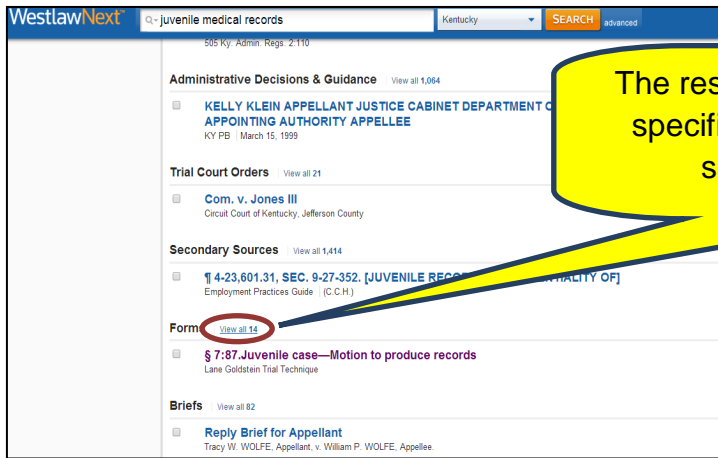 WestlawNext juvenile medical records Kentucky SEARCH advanced
505 Ky. Admin. Regs. 2:110
Administrative Decisions & Guidance View all 1,064
KELLY KLEIN APPELLANT JUSTICE CABINET DEPARTMENT
APPOINTING AUTHORITY APPELLEE
KY PB March 15, 1999
The res
specifi
s
Trial Court Orders View all 21
Com. v. Jones III
Circuit Court of Kentucky, Jefferson County
Secondary Sources View all 1,414
¶ 4-23,601.31, SEC. 9-27-352. [JUVENILE OF]
Employment Practices Guide (C.C.H.)
Form View all 14
§ 7:87.Juvenile case—Motion to produce records
Lane Goldstein Trial Technique
Briefs View all 82
Reply Brief for Appellant
Tracy W. WOLFE, Appellant, v. William P. WOLFE, Appellee.